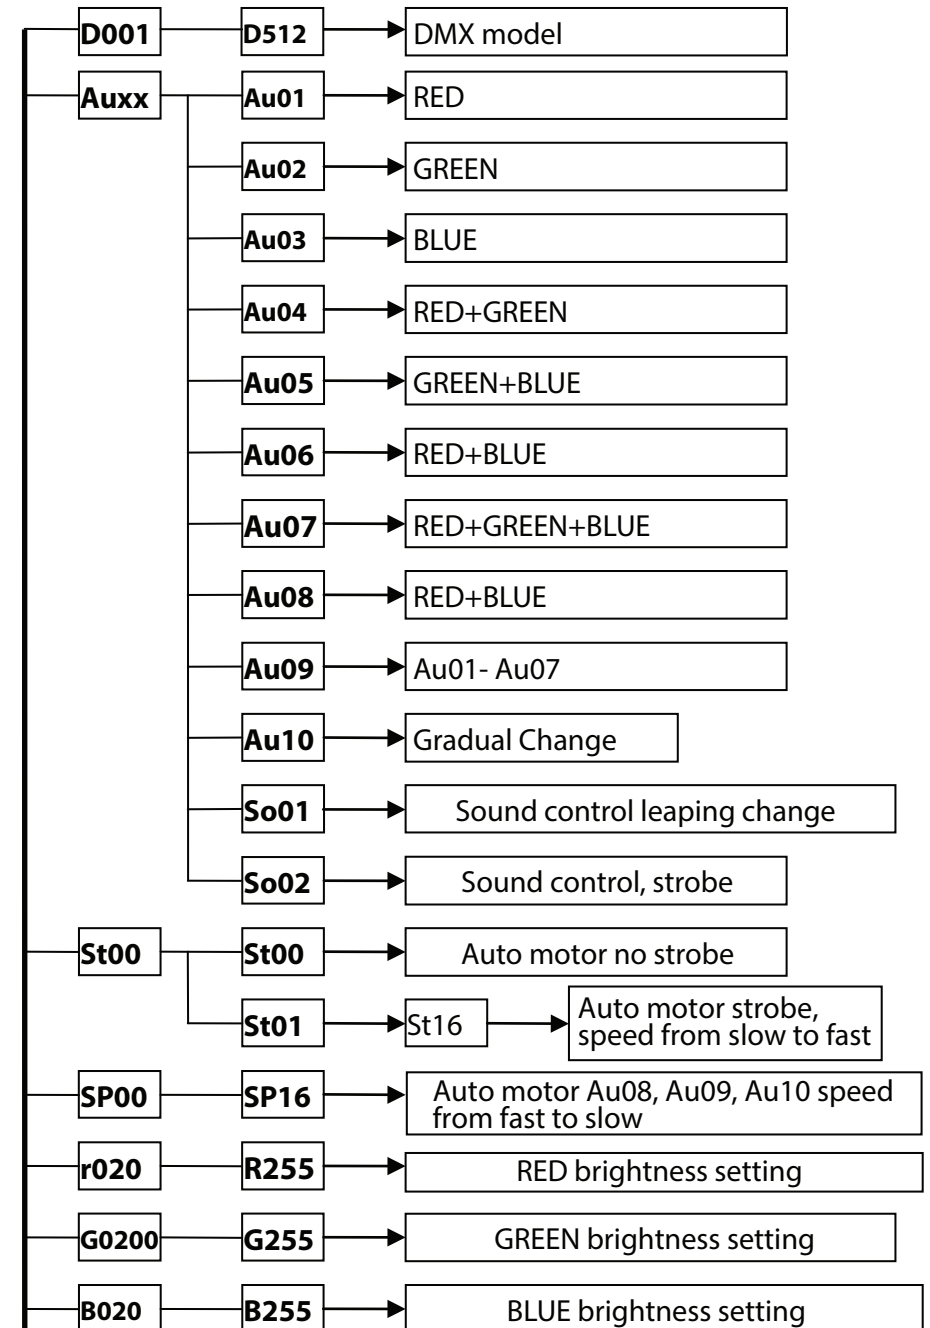 D001 D512 DMX model
Auxx Au01 RED
Au02 GREEN
Au03 BLUE
Au04 RED+GREEN
Au05 GREEN+BLUE
Au06 RED+BLUE
Au07 RED+GREEN+BLUE
Au08 RED+BLUE
Au09 Au01- Au07
Au10 Gradual Change
So01 Sound control leaping change
So02 Sound control, strobe
St00 St00 Auto motor no strobe
St01 St16 Auto motor strobe,
speed from slow to fast
SP00 SP16 Auto motor Au08, Au09, Au10 speed
from fast to slow
r020 R255 RED brightness setting
G0200 G255 GREEN brightness setting
B020 B255 BLUE brightness setting